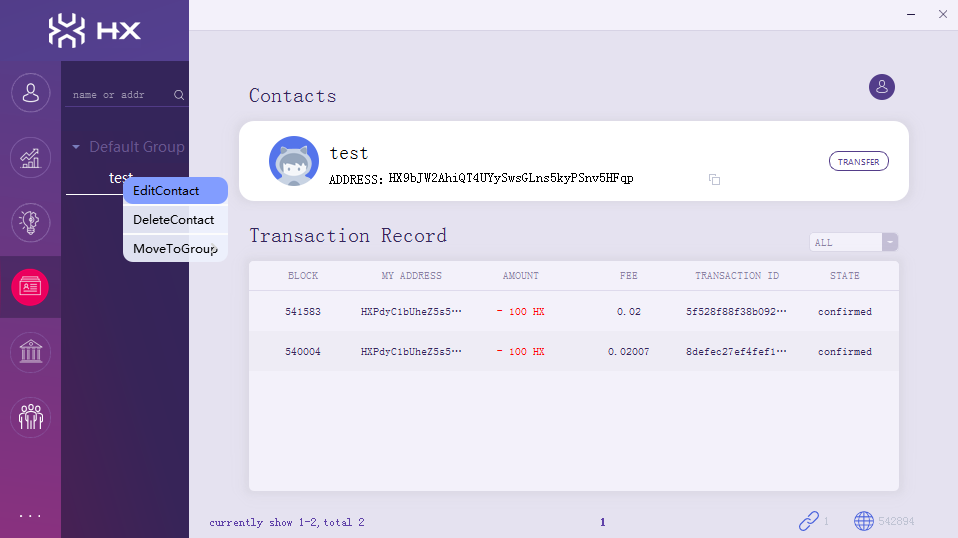 HX
name or addr
Default Group
test
EditContact
DeleteContact
MoveToGroup
Contacts
test
ADDRESS: HX9bJW2AhiQT4UYySwsGLns5kyPSnv5HFqp
TRANSFER
Transaction Record
ALL
BLOCK MY ADDRESS AMOUNT FEE TRANSACTION ID STATE
541583 HXPdyC1bUheZ5s5… - 100 HX 0.02 5f528f88f38b092… confirmed
540004 HXPdyC1bUheZ5s5… - 100 HX 0.02007 8defec27ef4fef1… confirmed
currently show 1-2,total 2
1
1
542894